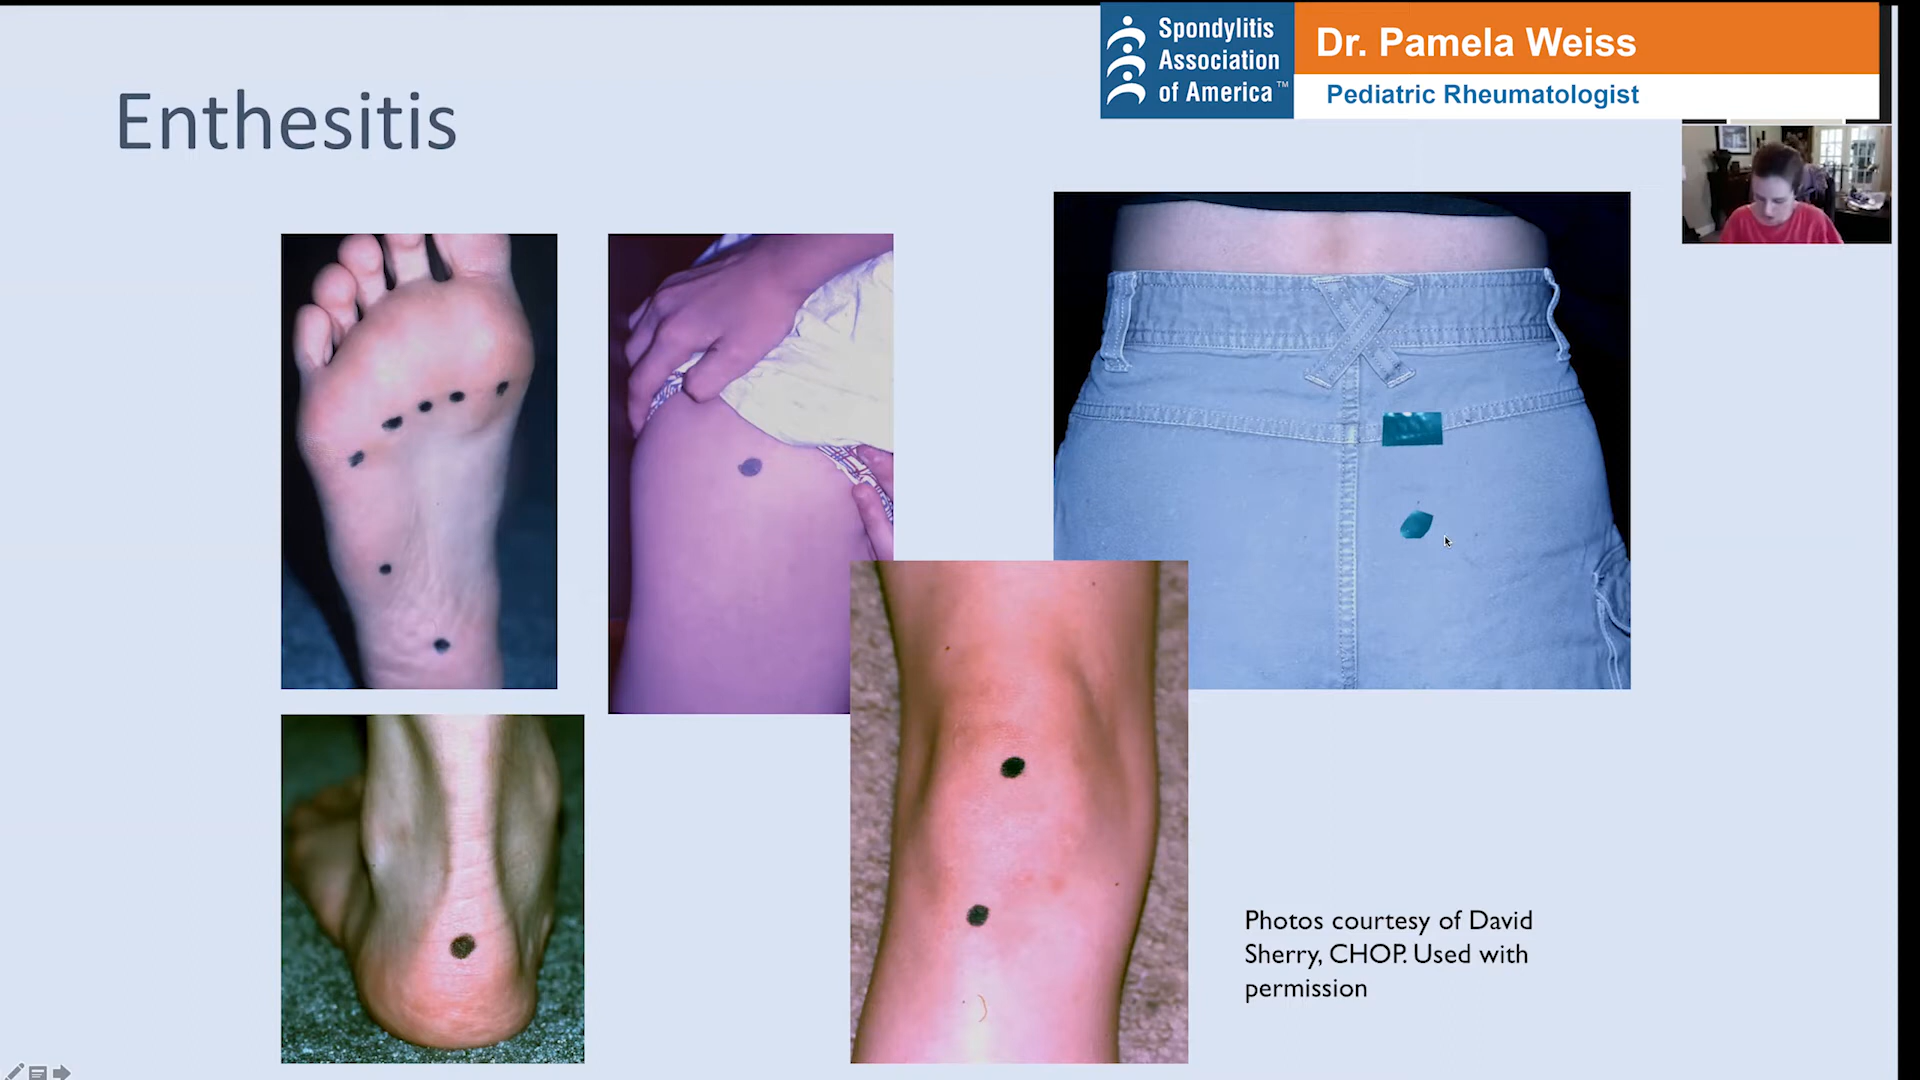 Spondylitis
Association
of America™
Dr. Pamela Weiss
Pediatric Rheumatologist
Enthesitis
Photos courtesy of David
Sherry, CHOP. Used with
permission